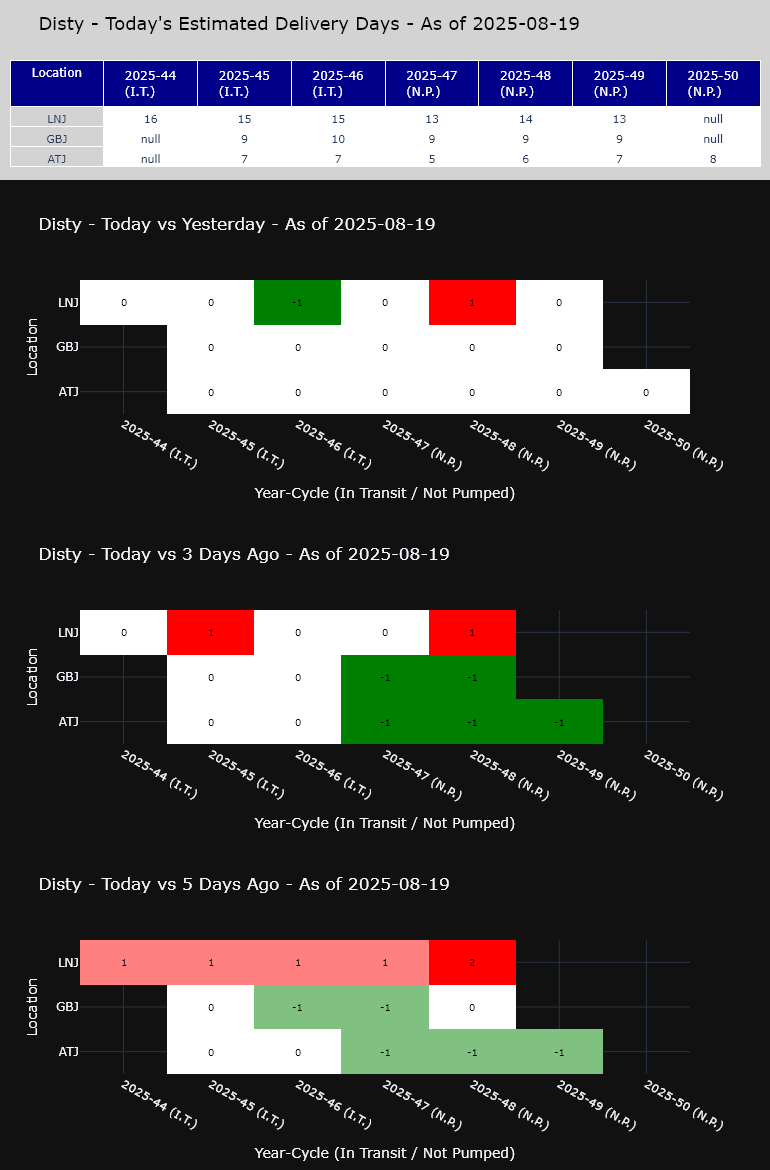 Disty - Today's Estimated Delivery Days - As of 2025-08-19
Location 2025-44 (I.T.) 2025-45 (I.T.) 2025-46 (I.T.) 2025-47 (N.P.) 2025-48 (N.P.) 2025-49 (N.P.) 2025-50 (N.P.)
LNJ 16 15 15 13 14 13 null
GBJ null 9 10 9 9 9 null
ATJ null 7 7 5 6 7 8
Disty - Today vs Yesterday - As of 2025-08-19
Location
LNJ 0 0 -1 0 1 0
GBJ 0 0 0 0 0
ATJ 0 0 0 0 0 0
2025-44 (I.T.) 2025-45 (I.T.) 2025-46 (I.T.) 2025-47 (N.P.) 2025-48 (N.P.) 2025-49 (N.P.) 2025-50 (N.P.)
Year-Cycle (In Transit / Not Pumped)
Disty - Today vs 3 Days Ago - As of 2025-08-19
Location
LNJ 0 1 0 0 1
GBJ 0 0 -1 -1
ATJ 0 0 -1 -1 -1
2025-44 (I.T.) 2025-45 (I.T.) 2025-46 (I.T.) 2025-47 (N.P.) 2025-48 (N.P.) 2025-49 (N.P.) 2025-50 (N.P.)
Year-Cycle (In Transit / Not Pumped)
Disty - Today vs 5 Days Ago - As of 2025-08-19
Location
LNJ 1 1 1 1 2
GBJ 0 -1 -1 0
ATJ 0 0 -1 -1 -1
2025-44 (I.T.) 2025-45 (I.T.) 2025-46 (I.T.) 2025-47 (N.P.) 2025-48 (N.P.) 2025-49 (N.P.) 2025-50 (N.P.)
Year-Cycle (In Transit / Not Pumped)